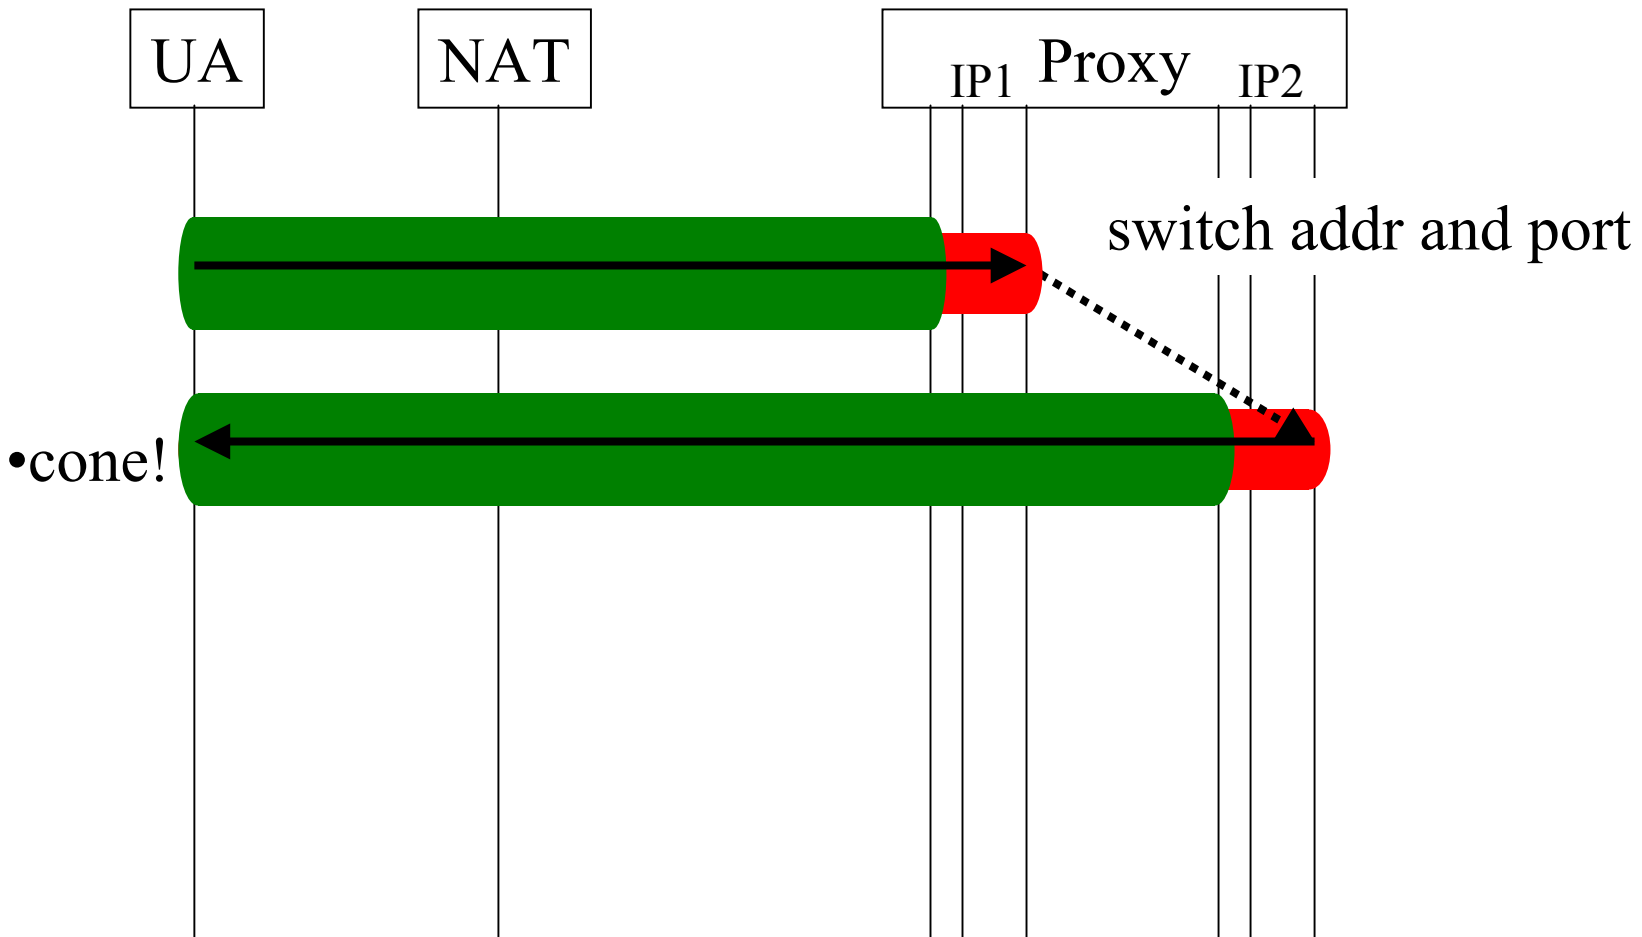 UA
NAT
Proxy
IP1
IP2
switch addr and port
•cone!